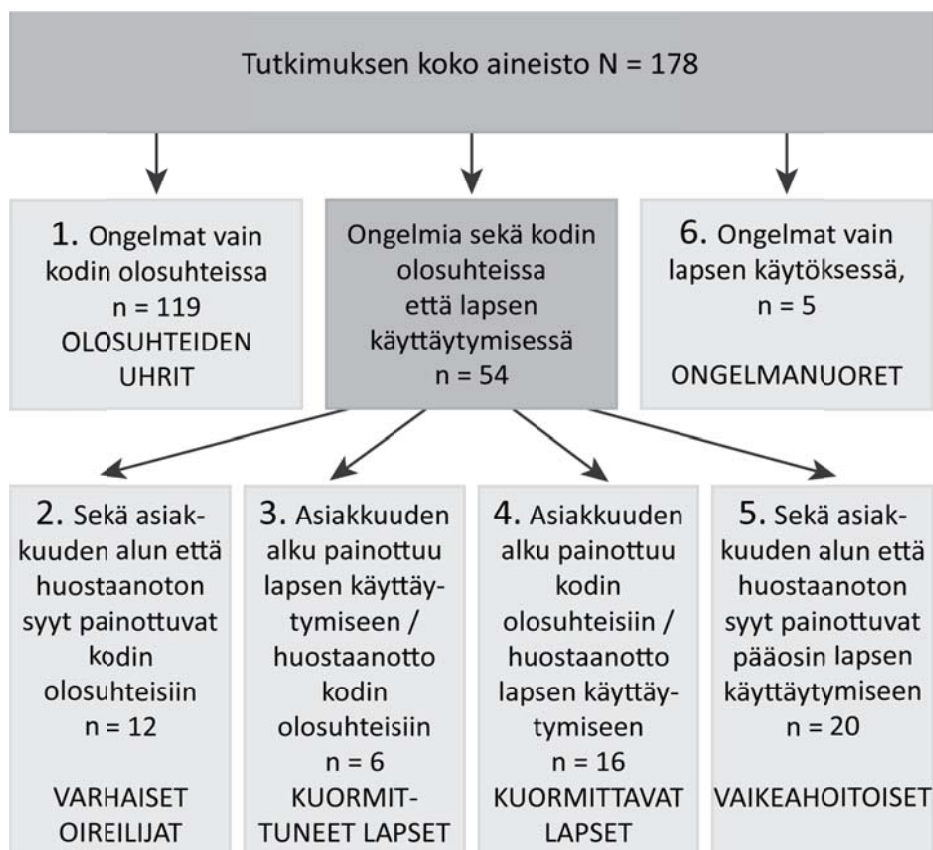 Tutkimuksen koko aineisto N = 178
1. Ongelmat vain
kodin olosuhteissa
n = 119
OLOSUHTEIDEN
UHRIT
Ongelmia sekä kodin
olosuhteissa
että lapsen
käyttäytymisessä
n = 54
6. Ongelmat vain
lapsen käytöksessä,
n = 5
ONGELMANUORET
2. Sekä asiak-
kuuden alun että
huostaanoton
syyt painottuvat
kodin
olosuhteisiin
n = 12
VARHAISET
OIREILIJAT
3. Asiakkuuden
alku painottuu
lapsen käyttäy-
tymiseen /
huostaanotto
kodin
olosuhteisiin
n = 6
KUORMIT-
TUNEET LAPSET
4. Asiakkuuden
alku painottuu
kodin
olosuhteisiin /
huostaanotto
lapsen käyttäy-
tymiseen
n = 16
KUORMITTAVAT
LAPSET
5. Sekä asiak-
kuuden alun että
huostaanoton
syyt painottuvat
pääosin lapsen
käyttäytymiseen
n = 20
VAIKEAHOITOISET